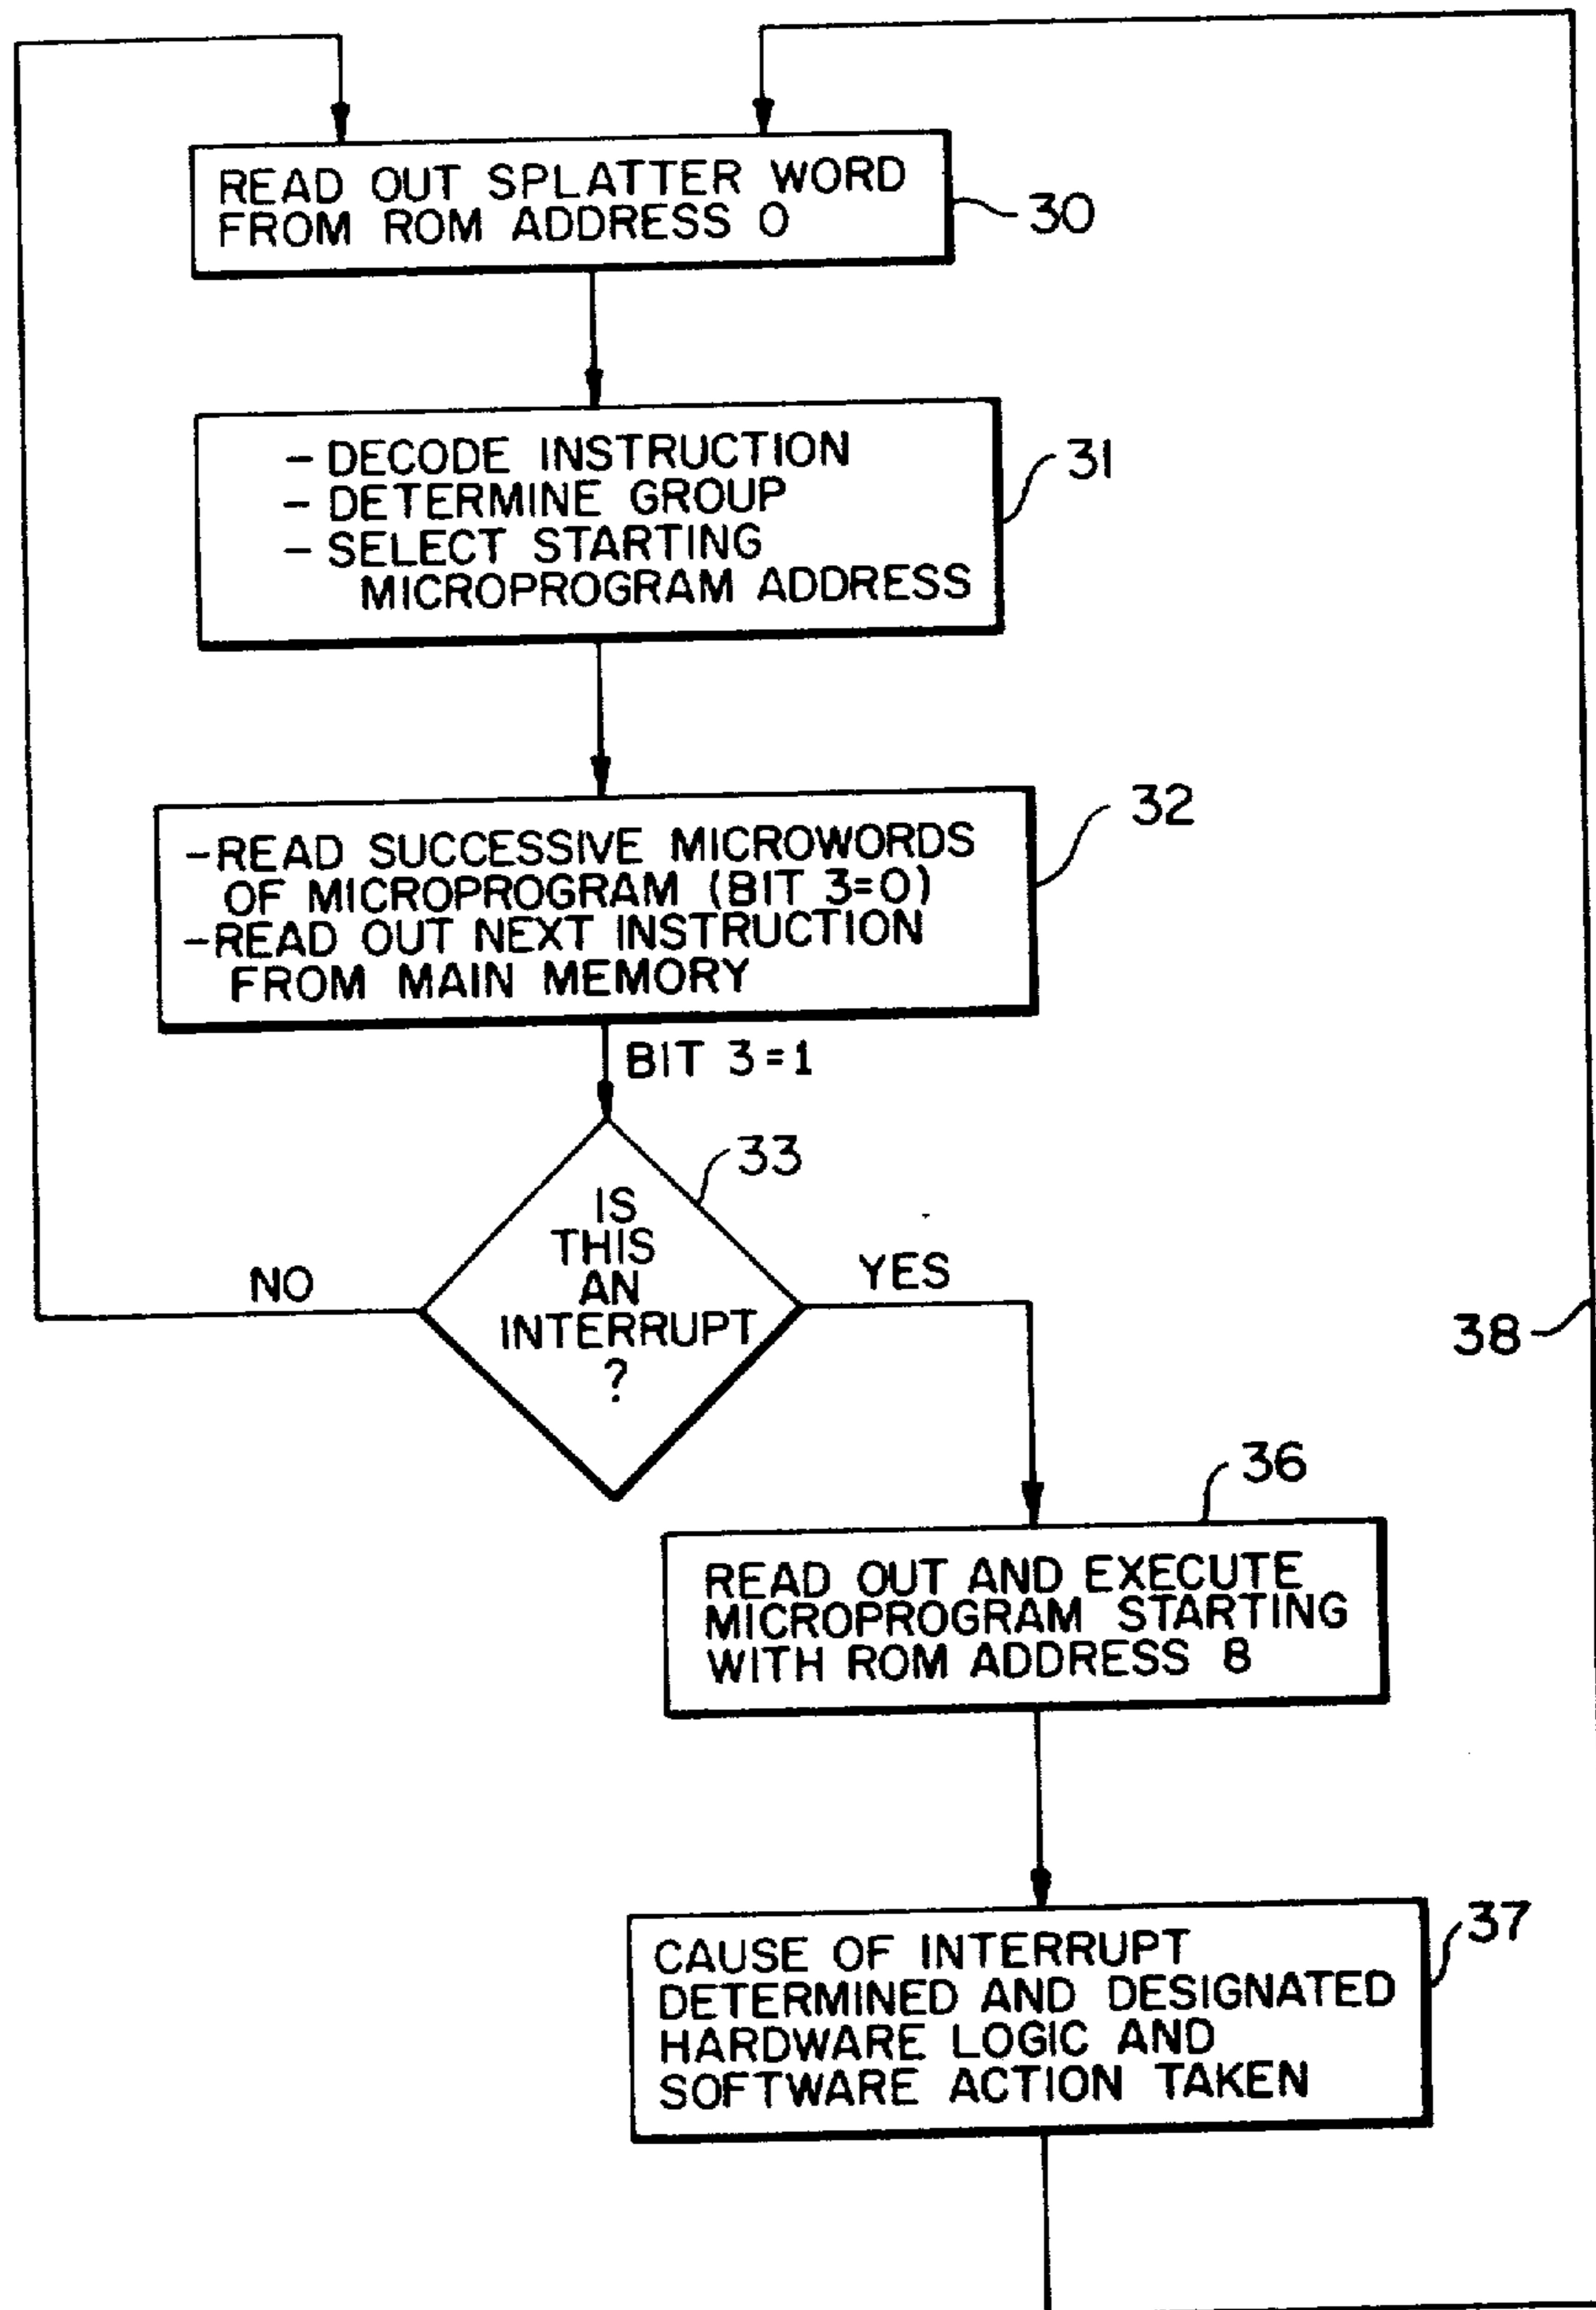 READ OUT SPLATTER WORD
FROM ROM ADDRESS 0
30
- DECODE INSTRUCTION
- DETERMINE GROUP
- SELECT STARTING
MICROPROGRAM ADDRESS
31
-READ SUCCESSIVE MICROWORDS
OF MICROPROGRAM (BIT 3=0)
-READ OUT NEXT INSTRUCTION
FROM MAIN MEMORY
32
BIT 3=1
33
IS
THIS
AN
INTERRUPT
?
NO
YES
38
36
READ OUT AND EXECUTE
MICROPROGRAM STARTING
WITH ROM ADDRESS 8
37
CAUSE OF INTERRUPT
DETERMINED AND DESIGNATED
HARDWARE LOGIC AND
SOFTWARE ACTION TAKEN